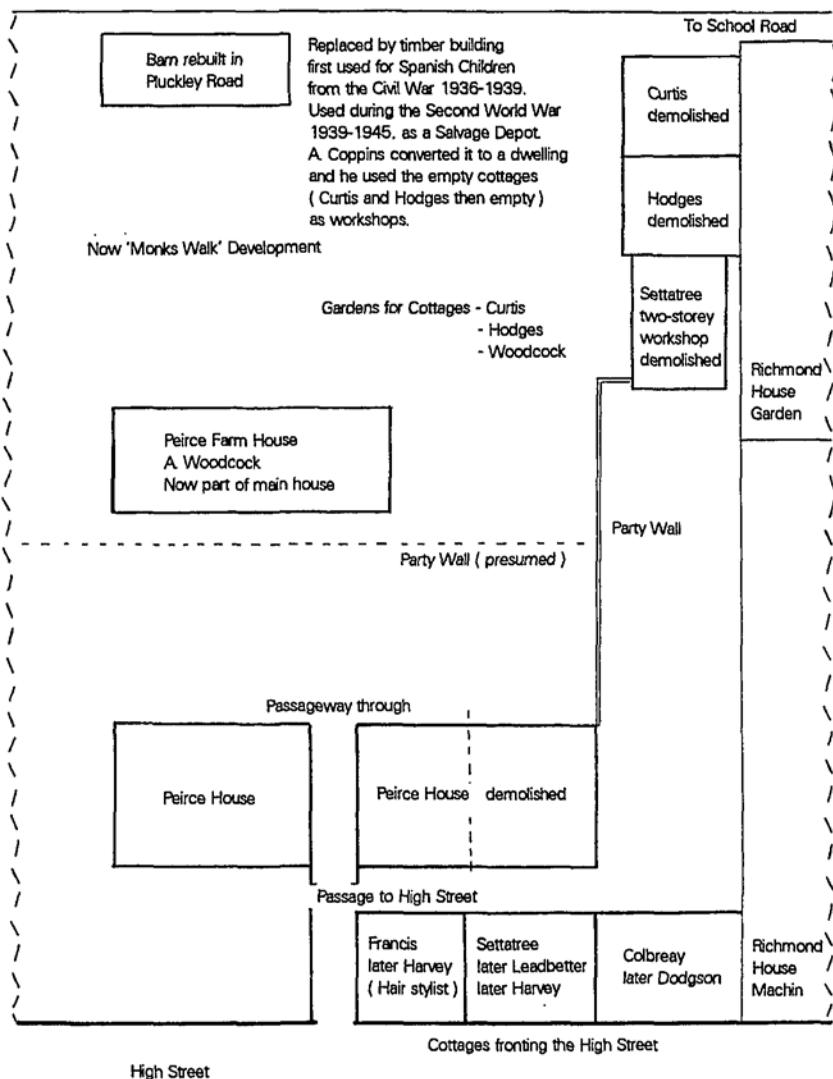 To School Road
Barn rebuilt in
Pluckley Road
Replaced by timber building
first used for Spanish Children
from the Civil War 1936-1939.
Used during the Second World War
1939-1945, as a Salvage Depot.
A. Coppins converted it to a dwelling
and he used the empty cottages
( Curtis and Hodges then empty )
as workshops.
Curtis
demolished
Hodges
demolished
Now 'Monks Walk' Development
Gardens for Cottages - Curtis
- Hodges
- Woodcock
Settatree
two-storey
workshop
demolished
Richmond
House
Garden
Peirce Farm House
A. Woodcock
Now part of main house
Party Wall
Party Wall ( presumed )
Passageway through
Peirce House
Peirce House demolished
Passage to High Street
Francis
later Harvey
( Hair stylist )
Settatree
later Leadbetter
later Harvey
Colbreay
later Dodgson
Richmond
House
Machin
Cottages fronting the High Street
High Street